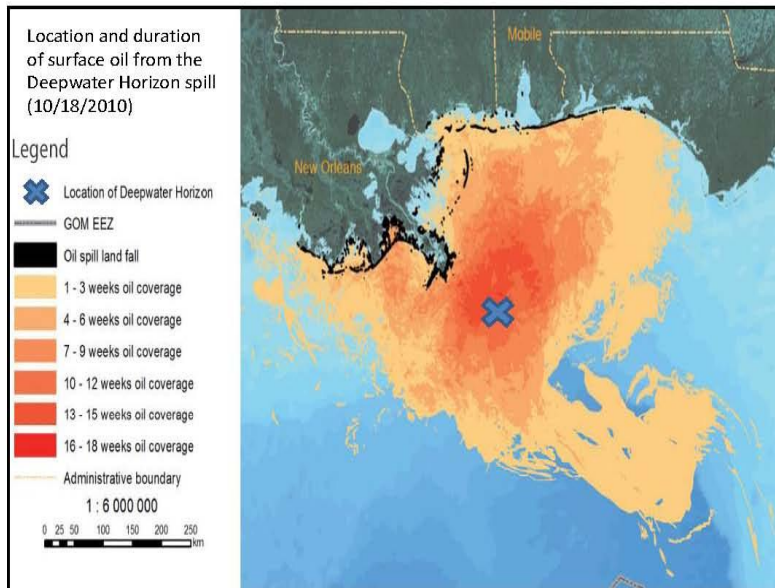 Location and duration
of surface oil from the
Deepwater Horizon spill
(10/18/2010)
Legend
Location of Deepwater Horizon
GOM EEZ
Oil spill land fall
1 - 3 weeks oil coverage
4 - 6 weeks oil coverage
7 - 9 weeks oil coverage
10 - 12 weeks oil coverage
13 - 15 weeks oil coverage
16 - 18 weeks oil coverage
Administrative boundary
1 : 6 000 000
0 25 50 100 150 200 250
km
Mobile
New Orleans